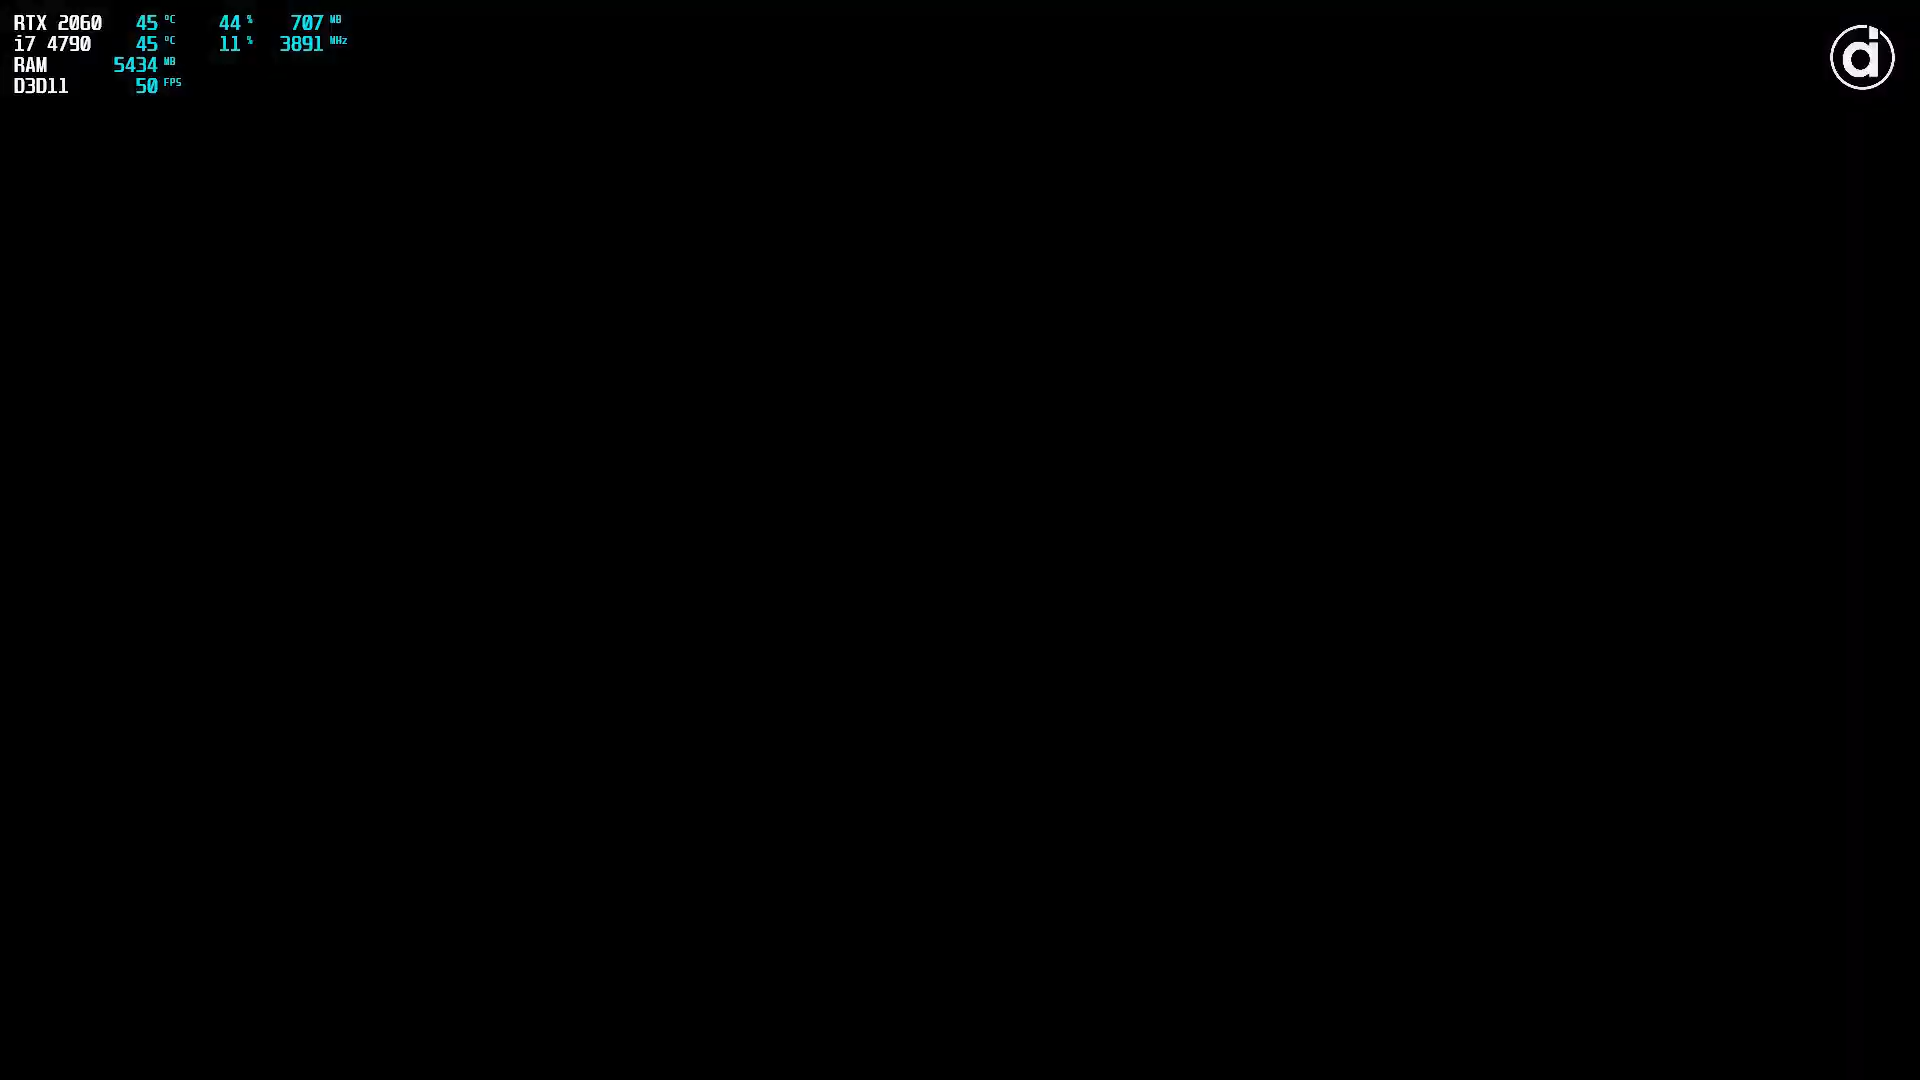 RTX 2060 45 °C 44 % 707 MB
i7 4790 45 °C 11 % 3891 MHz
RAM 5434 MB
D3D11 50 FPS